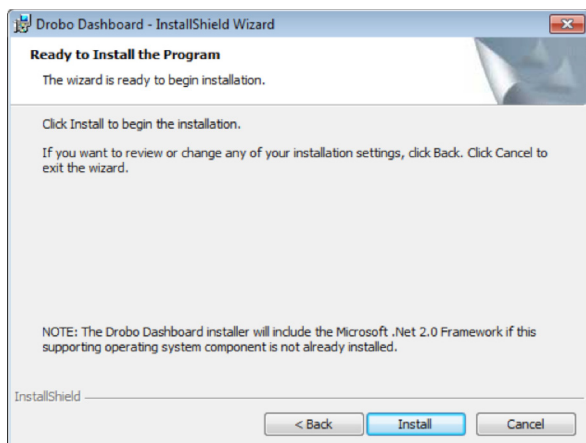 Drobo Dashboard - InstallShield Wizard
Ready to Install the Program
The wizard is ready to begin installation.
Click Install to begin the installation.
If you want to review or change any of your installation settings, click Back. Click Cancel to
exit the wizard.
NOTE: The Drobo Dashboard installer will include the Microsoft .Net 2.0 Framework if this
supporting operating system component is not already installed.
InstallShield
< Back
Install
Cancel